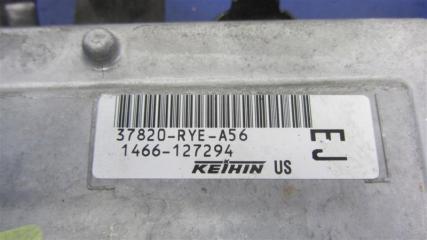 37820-RYE-A56
1466-127294
KEIHIN US
EJ